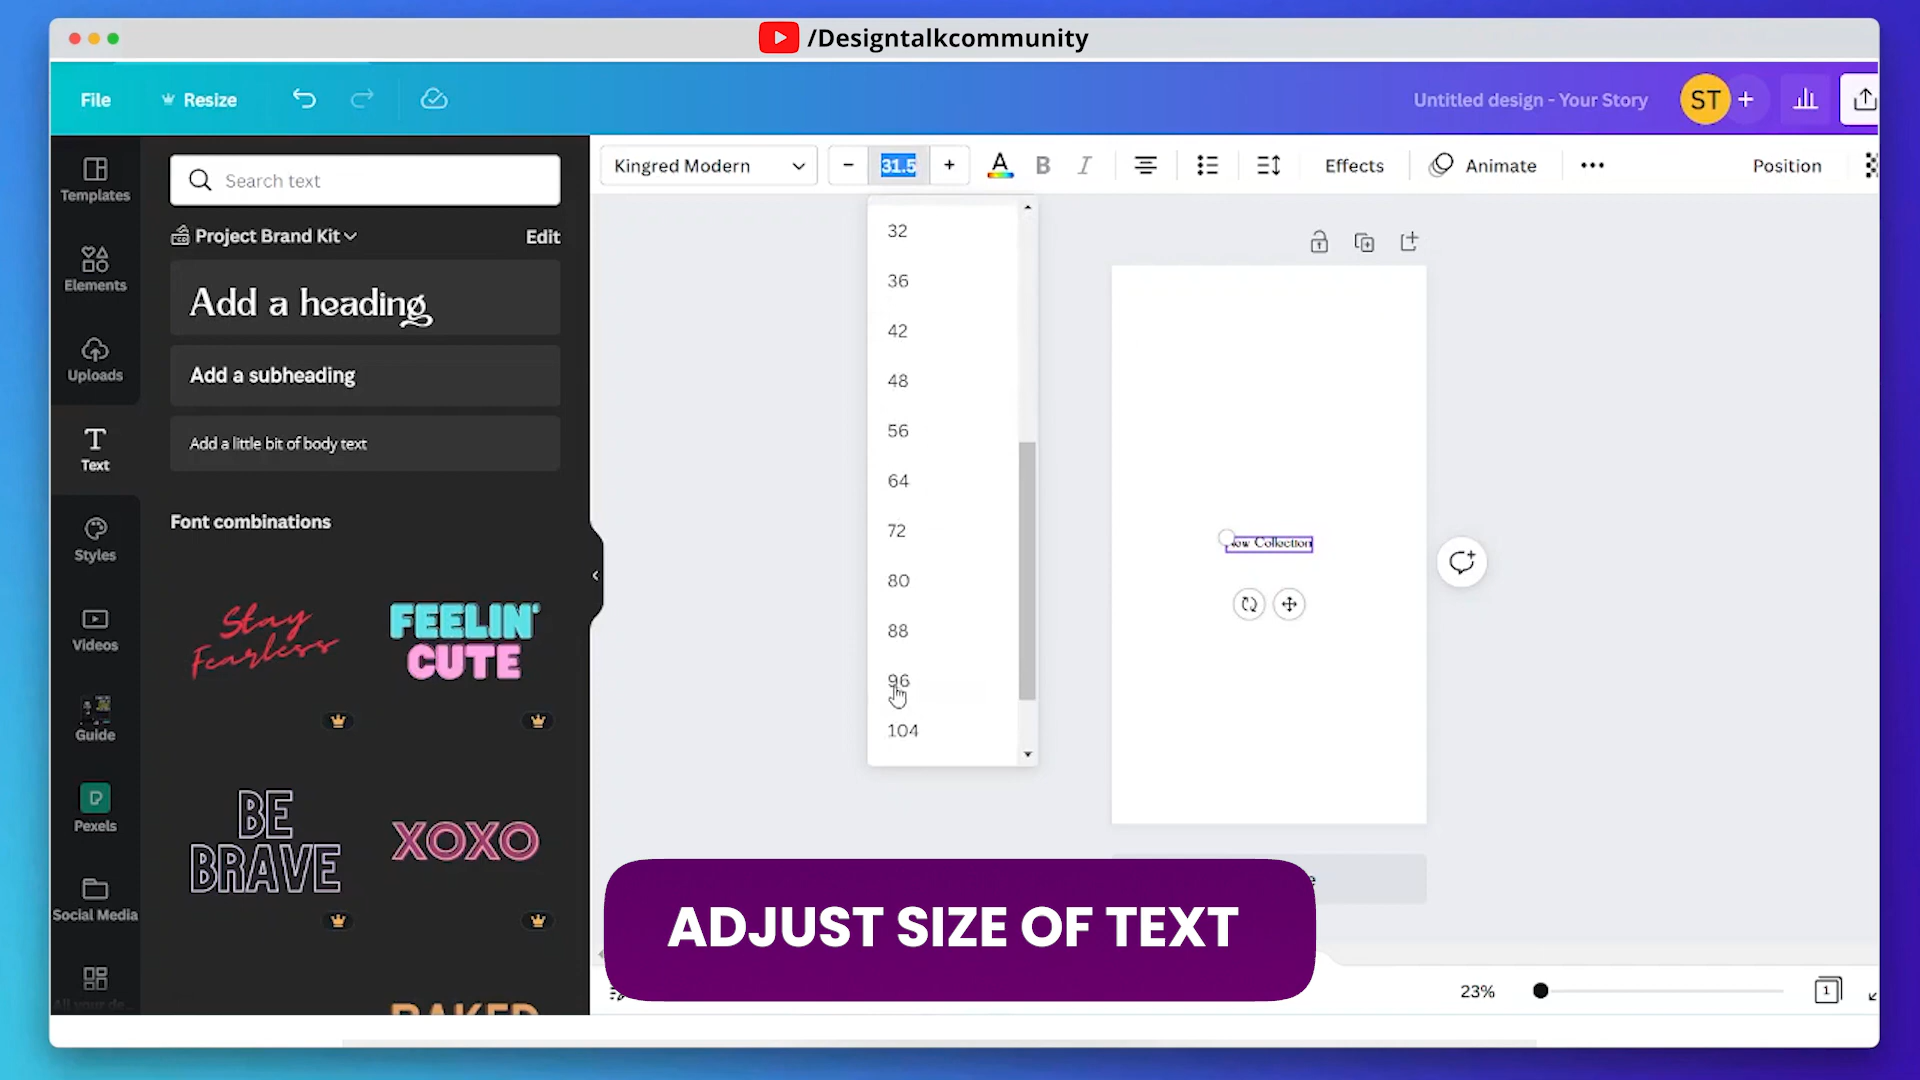 /Designtalkcommunity
File
Resize
Untitled design - Your Story
ST
Templates
Elements
Uploads
Text
Styles
Videos
Guide
Pexels
Social Media
Search text
Project Brand Kit
Edit
Add a heading
Add a subheading
Add a little bit of body text
Font combinations
Stay
Fearless
FEELIN'
CUTE
BE
BRAVE
XOXO
BAKED
Kingred Modern
31.5
A
B
I
Effects
Animate
Position
32
36
42
48
56
64
72
80
88
96
104
Collection
ADJUST SIZE OF TEXT
23%
1